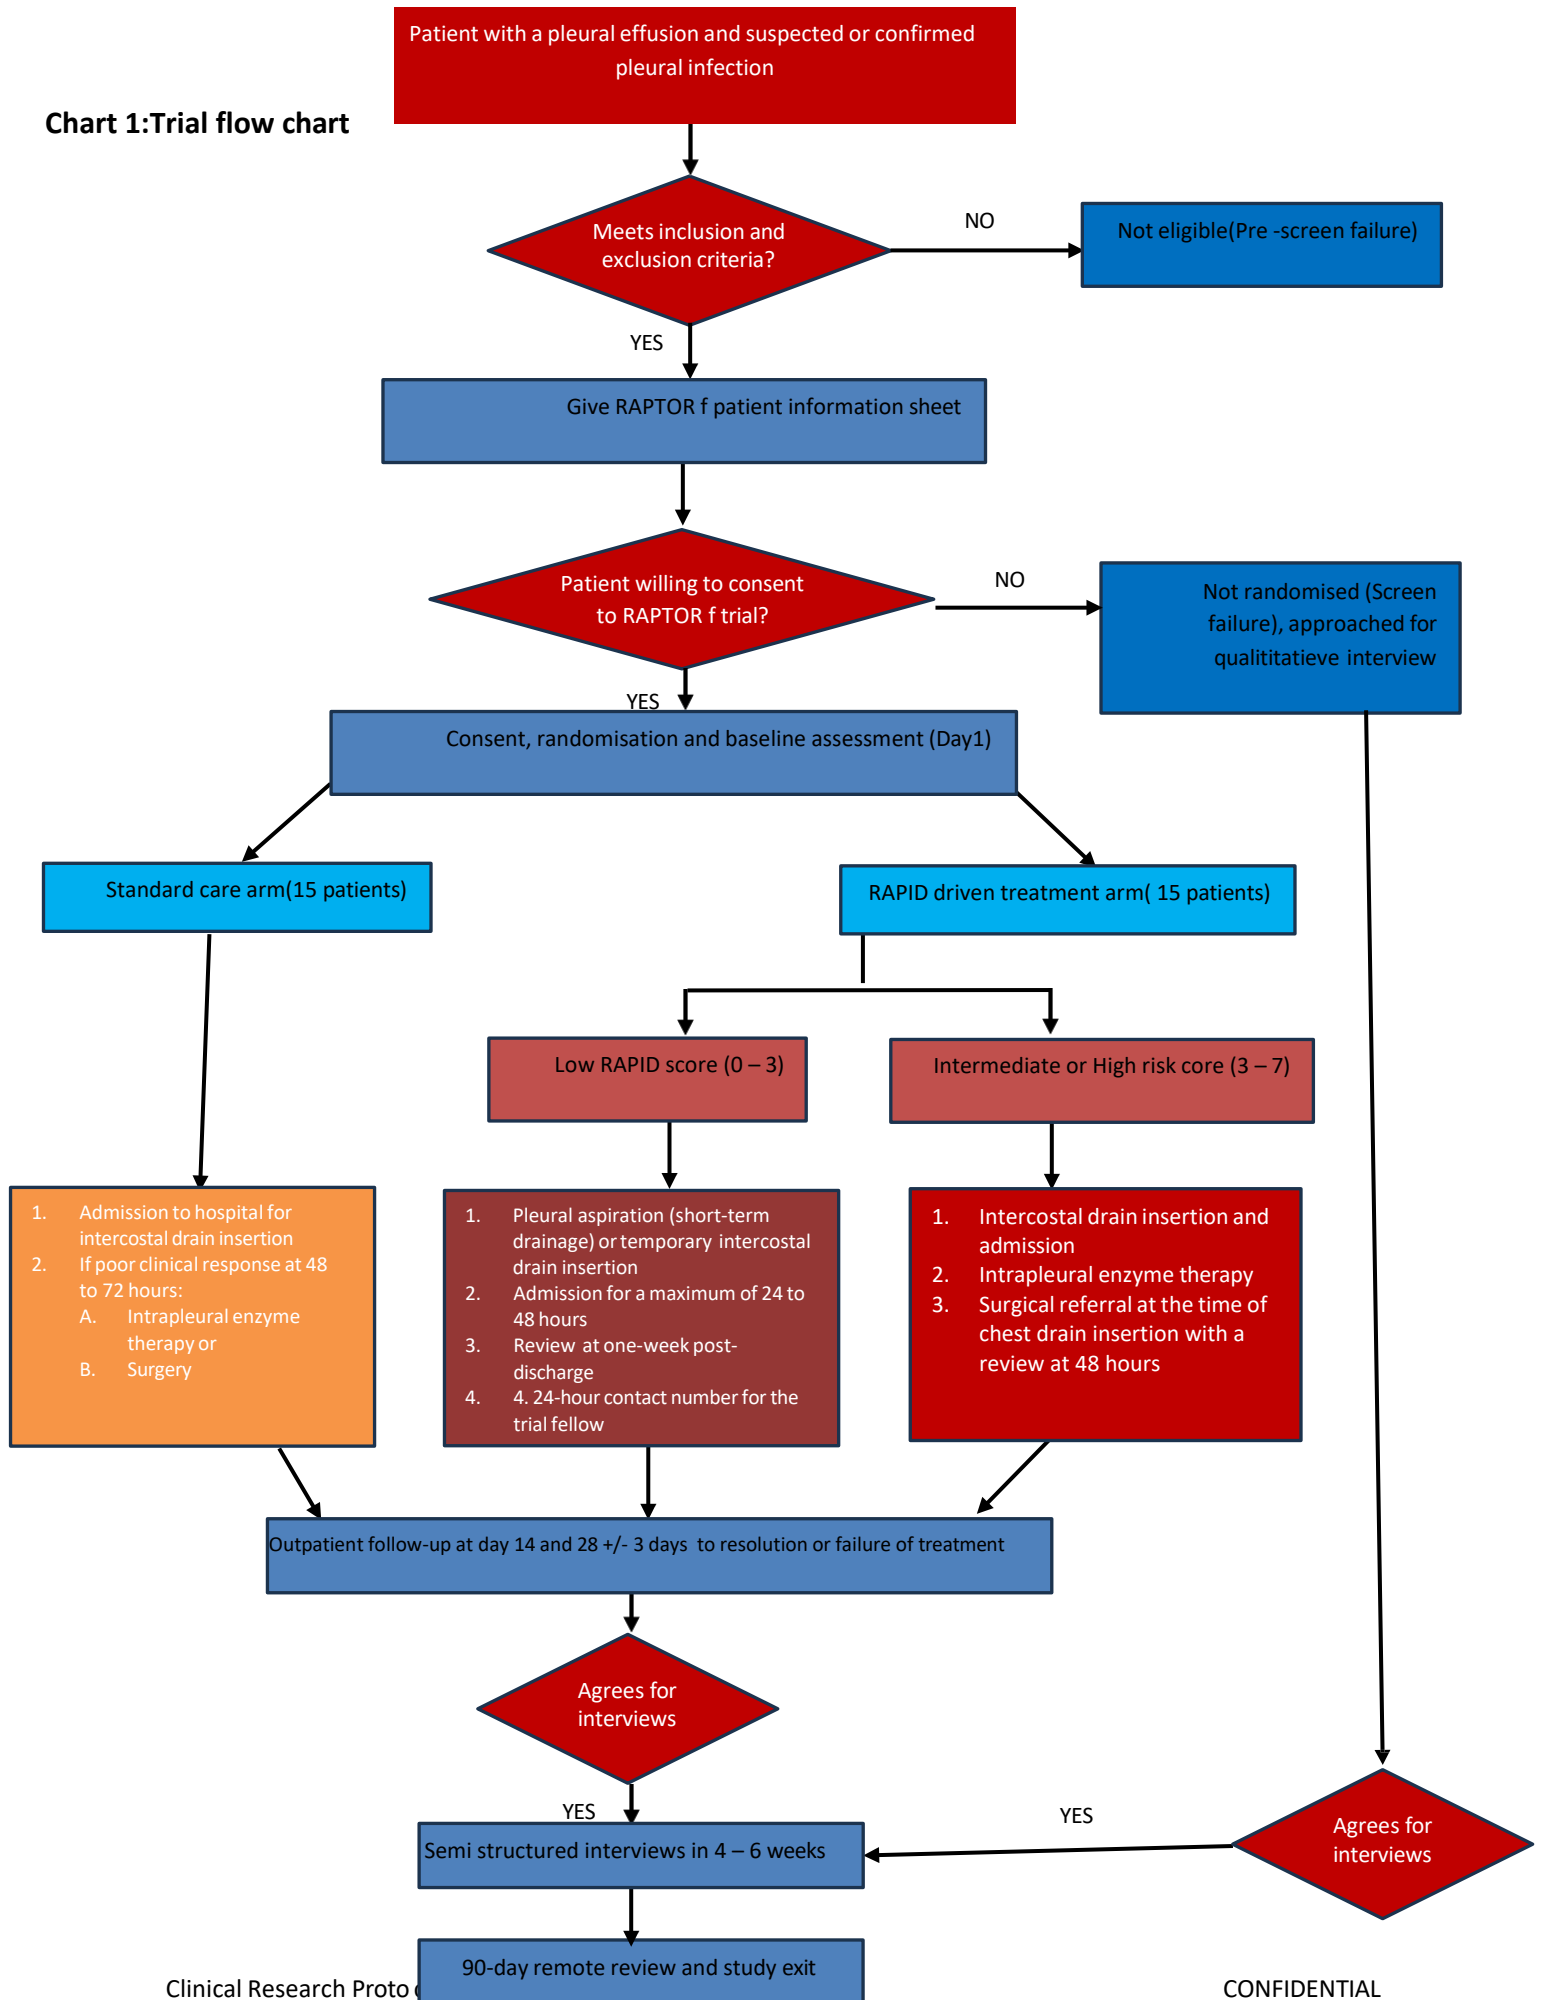 Patient with a pleural effusion and suspected or confirmed
pleural infection
Chart 1:Trial flow chart
Meets inclusion and
exclusion criteria?
NO
Not eligible(Pre -screen failure)
YES
Give RAPTOR f patient information sheet
Patient willing to consent
to RAPTOR f trial?
NO
Not randomised (Screen
failure), approached for
qualititatieve interview
YES
Consent, randomisation and baseline assessment (Day1)
Standard care arm(15 patients)
RAPID driven treatment arm( 15 patients)
Low RAPID score (0 – 3)
Intermediate or High risk core (3 – 7)
1. Admission to hospital for
intercostal drain insertion
2. If poor clinical response at 48
to 72 hours:
A. Intrapleural enzyme
therapy or
B. Surgery
1. Pleural aspiration (short-term
drainage) or temporary intercostal
drain insertion
2. Admission for a maximum of 24 to
48 hours
3. Review at one-week post-
discharge
4. 4. 24-hour contact number for the
trial fellow
1. Intercostal drain insertion and
admission
2. Intrapleural enzyme therapy
3. Surgical referral at the time of
chest drain insertion with a
review at 48 hours
Outpatient follow-up at day 14 and 28 +/- 3 days to resolution or failure of treatment
Agrees for
interviews
YES
Semi structured interviews in 4 – 6 weeks
YES
Agrees for
interviews
90-day remote review and study exit
Clinical Research Proto
CONFIDENTIAL